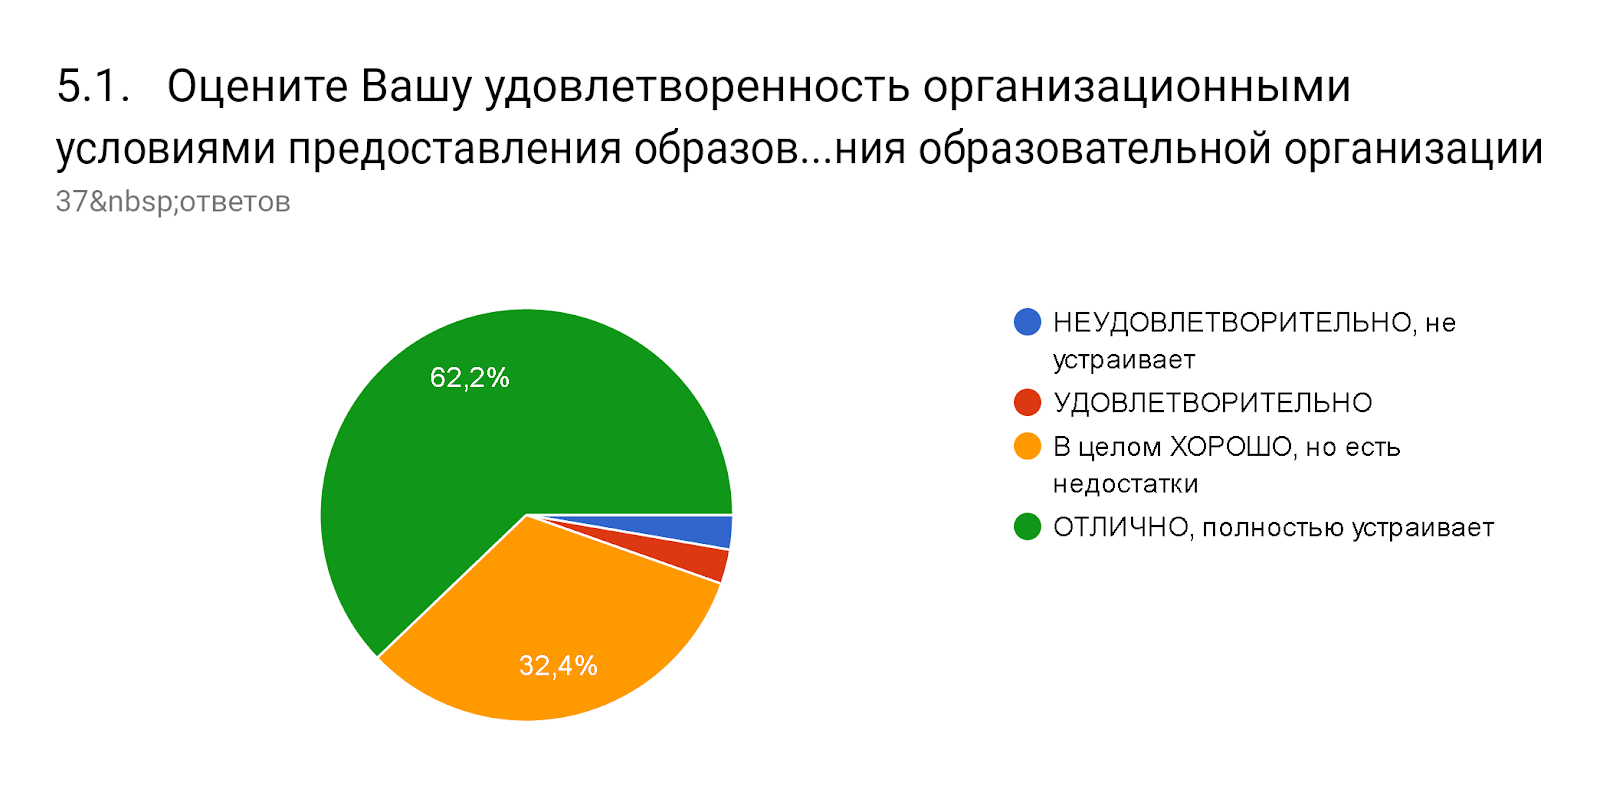 5.1. Оцените Вашу удовлетворенность организационными
условиями предоставления образов...ния образовательной организации
37&nbsp;ответов
62,2%
32,4%
НЕУДОВЛЕТВОРИТЕЛЬНО, не
устраивает
УДОВЛЕТВОРИТЕЛЬНО
В целом ХОРОШО, но есть
недостатки
ОТЛИЧНО, полностью устраивает